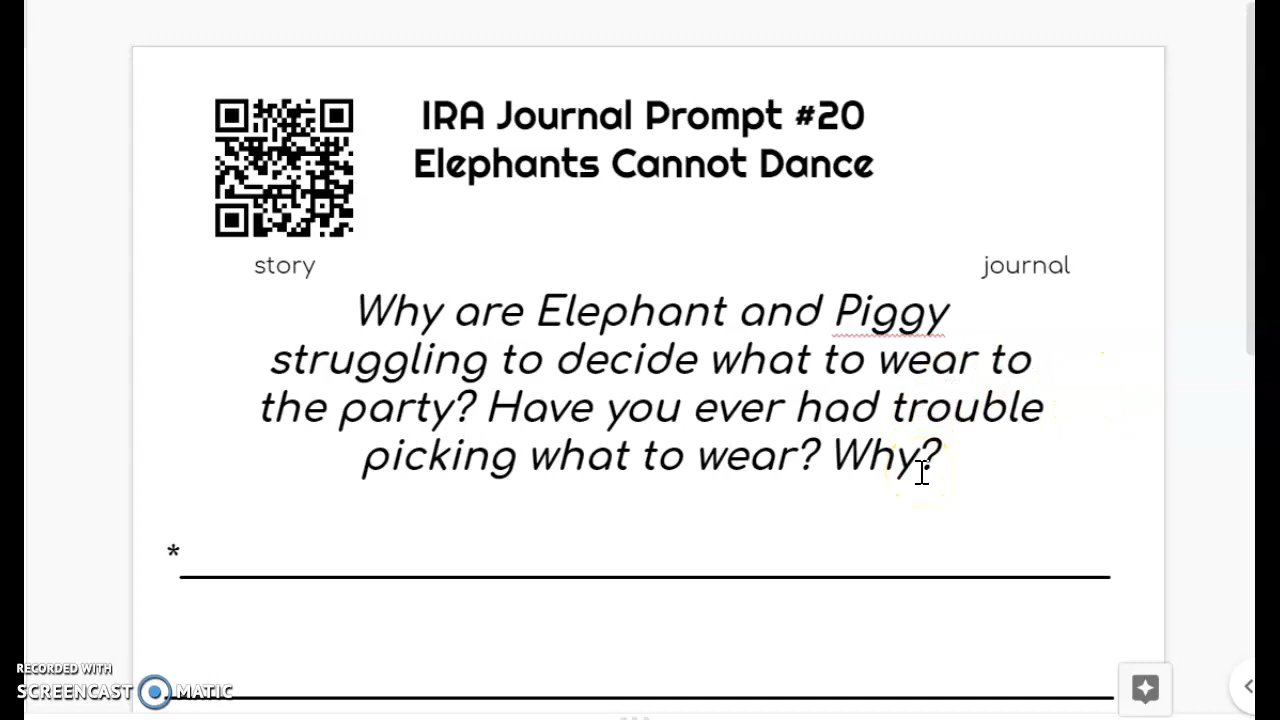 IRA Journal Prompt #20
Elephants Cannot Dance
story
journal
Why are Elephant and Piggy
struggling to decide what to wear to
the party? Have you ever had trouble
picking what to wear? Why?
*
RECORDED WITH
SCREENCAST MATIC